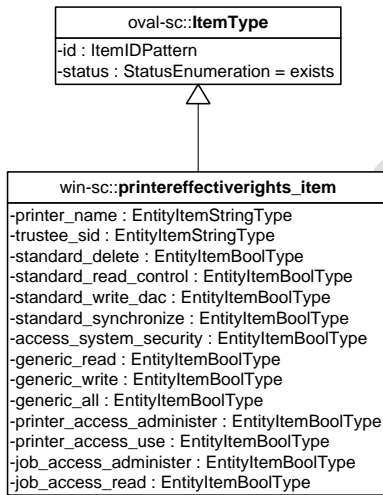 oval-sc::ItemType
-id : ItemIDPattern
-status : StatusEnumeration = exists
win-sc::printereffectiverights_item
-printer_name : EntityItemStringType
-trustee_sid : EntityItemStringType
-standard_delete : EntityItemBoolType
-standard_read_control : EntityItemBoolType
-standard_write_dac : EntityItemBoolType
-standard_synchronize : EntityItemBoolType
-access_system_security : EntityItemBoolType
-generic_read : EntityItemBoolType
-generic_write : EntityItemBoolType
-generic_all : EntityItemBoolType
-printer_access_administer : EntityItemBoolType
-printer_access_use : EntityItemBoolType
-job_access_administer : EntityItemBoolType
-job_access_read : EntityItemBoolType